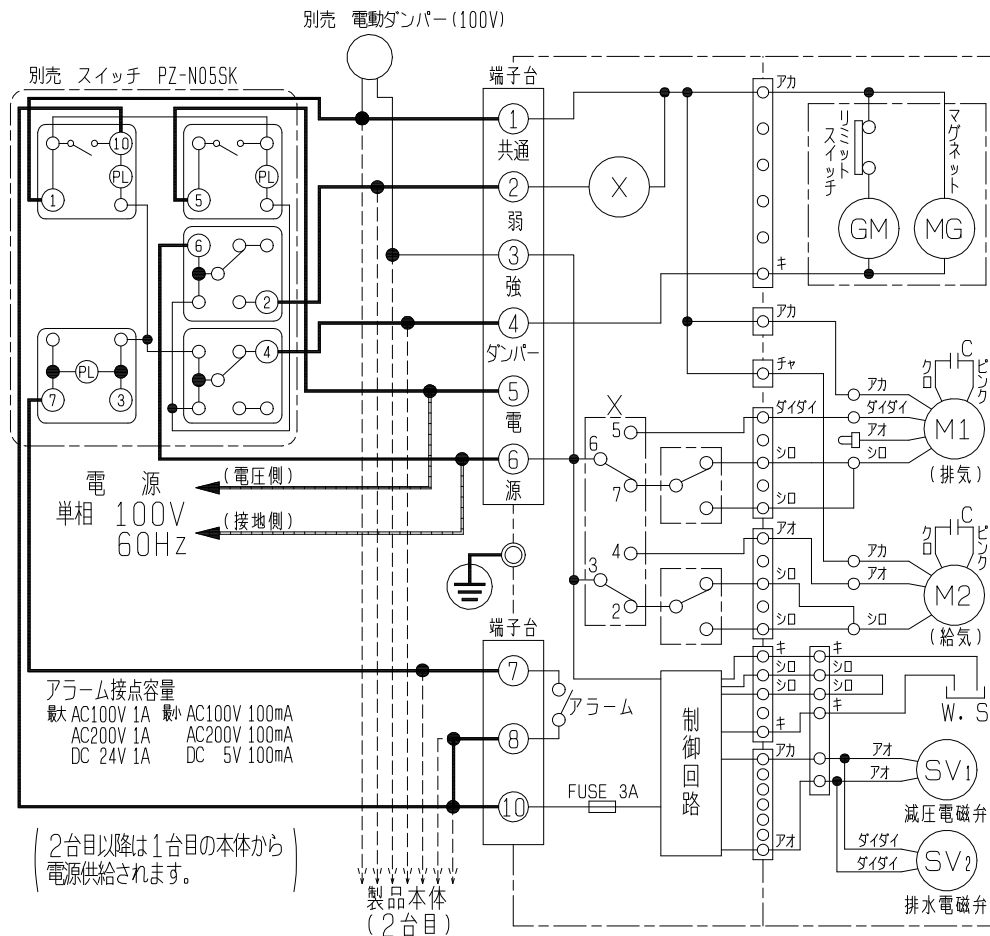 別売 電動ダンパー(100V)
別売 スイッチ PZ-N05SK
端子台
1
共通
2
弱
3
強
4
ダンパー
5
電
6
源
10
PL
1
PL
5
6
2
4
PL
7
3
X
アカ
リミット
スイッチ
マグネット
GM
MG
キ
アカ
チャ
ダイダイ
シロ
シロ
アカ
ダイダイ
アオ
シロ
クロ
C
ピンク
M1
(排気)
X
5
6
7
4
3
2
アオ
シロ
シロ
アカ
アオ
シロ
クロ
C
ピンク
M2
(給気)
電源
単相 100V
60Hz
(電圧側)
(接地側)
端子台
7
8
10
アラーム
FUSE 3A
制御回路
キ
シロ
シロ
キ
アカ
アオ
キ
シロ
シロ
キ
W.S
アオ
アオ
SV1
減圧電磁弁
ダイダイ
ダイダイ
SV2
排水電磁弁
アラーム接点容量
最大 AC100V 1A 最小 AC100V 100mA
AC200V 1A AC200V 100mA
DC 24V 1A DC 5V 100mA
(2台目以降は1台目の本体から
電源供給されます。)
製品本体
(2台目)